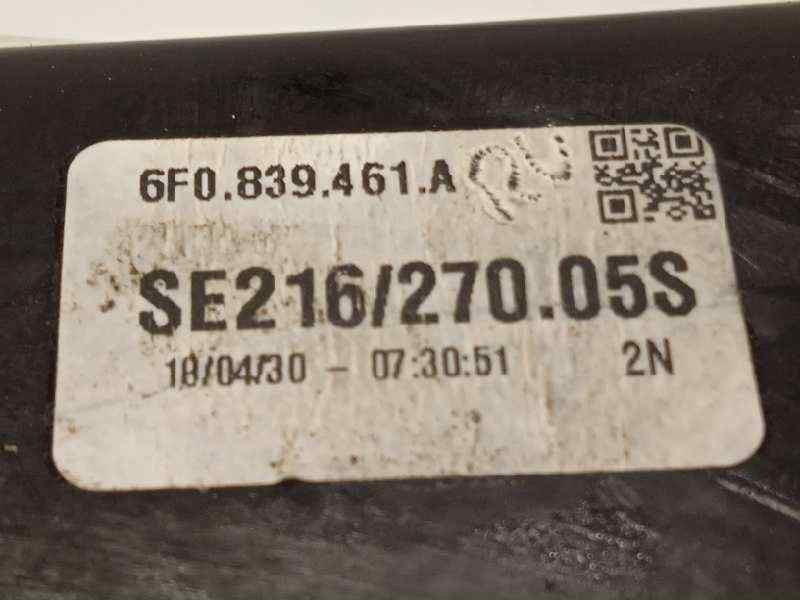 6F0.839.461.A
SE216/270.05S
18/04/30 - 07:30:51 2N